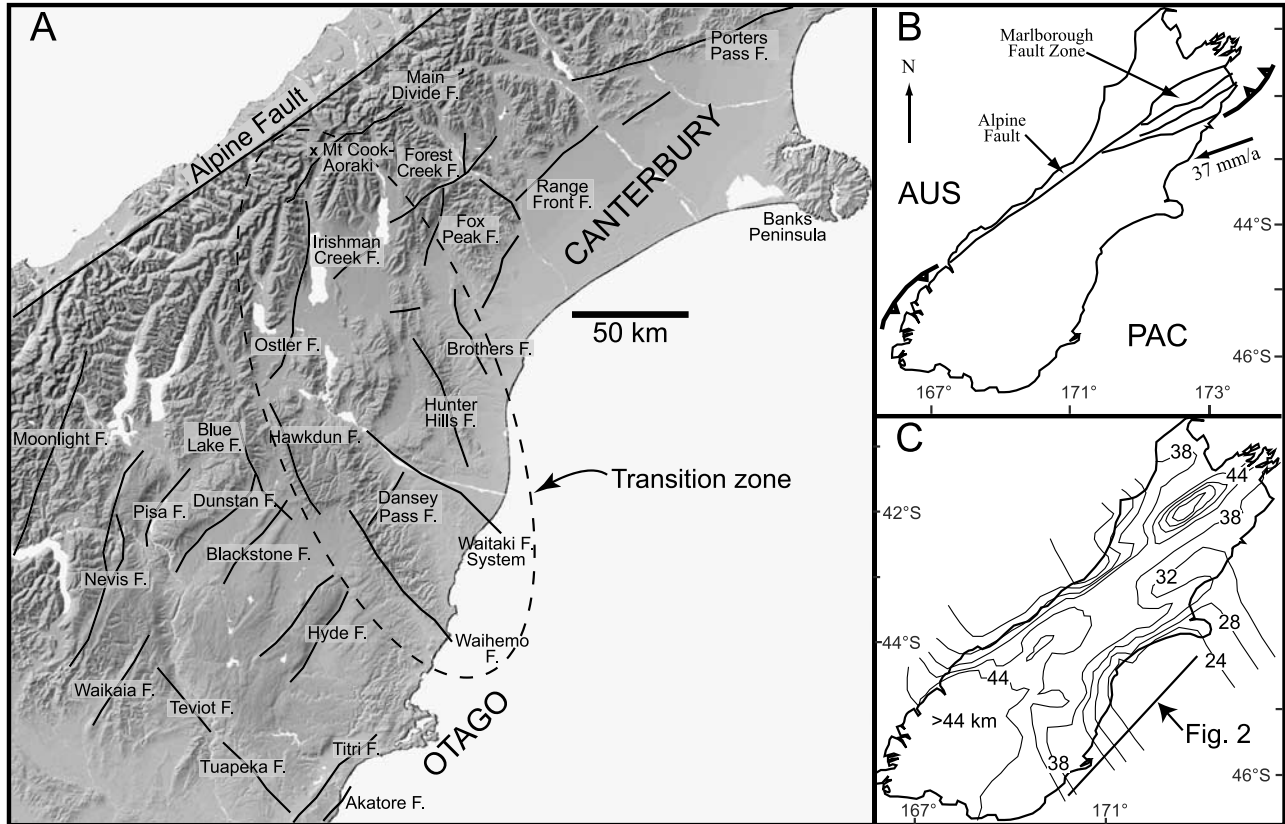 A
Porters
Pass F.
Main
Divide F.
Alpine Fault
x Mt Cook-
Aoraki
Forest
Creek F.
CANTERBURY
Range
Front F.
Fox
Peak F.
Banks
Peninsula
Irishman
Creek F.
50 km
Ostler F.
Brothers F.
Hunter
Hills F.
Moonlight F.
Blue
Lake F.
Hawkdun F.
Transition zone
Pisa F.
Dunstan F.
Dansey
Pass F.
Blackstone F.
Waitaki F.
System
Nevis F.
Hyde F.
Waihemo
F.
Waikaia F.
Teviot F.
OTAGO
Titri F.
Tuapeka F.
Akatore F.
B
Marlborough
Fault Zone
N
Alpine
Fault
37 mm/a
AUS
44°S
PAC
46°S
167°
171°
173°
C
38
44
38
42°S
32
28
44°S
24
44
>44 km
Fig. 2
38
46°S
167°
171°